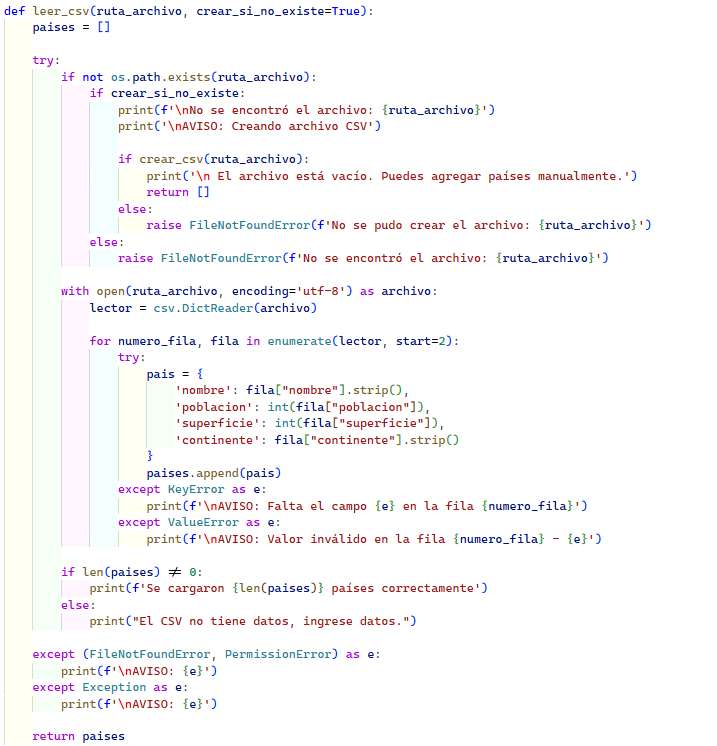 def leer_csv(ruta_archivo, crear_si_no_existe=True):
    paises = []

    try:
        if not os.path.exists(ruta_archivo):
            if crear_si_no_existe:
                print(f'\nNo se encontró el archivo: {ruta_archivo}')
                print('\nAVISO: Creando archivo CSV')

                if crear_csv(ruta_archivo):
                    print('\n El archivo está vacío. Puedes agregar países manualmente.')
                    return []
                else:
                    raise FileNotFoundError(f'No se pudo crear el archivo: {ruta_archivo}')
            else:
                raise FileNotFoundError(f'No se encontró el archivo: {ruta_archivo}')

        with open(ruta_archivo, encoding='utf-8') as archivo:
            lector = csv.DictReader(archivo)

            for numero_fila, fila in enumerate(lector, start=2):
                try:
                    pais = {
                        'nombre': fila["nombre"].strip(),
                        'poblacion': int(fila["poblacion"]),
                        'superficie': int(fila["superficie"]),
                        'continente': fila["continente"].strip()
                    }
                    paises.append(pais)
                except KeyError as e:
                    print(f'\nAVISO: Falta el campo {e} en la fila {numero_fila}')
                except ValueError as e:
                    print(f'\nAVISO: Valor inválido en la fila {numero_fila} - {e}')

        if len(paises) ≠ 0:
            print(f'Se cargaron {len(paises)} países correctamente')
        else:
            print("El CSV no tiene datos, ingrese datos.")

    except (FileNotFoundError, PermissionError) as e:
        print(f'\nAVISO: {e}')
    except Exception as e:
        print(f'\nAVISO: {e}')

    return paises